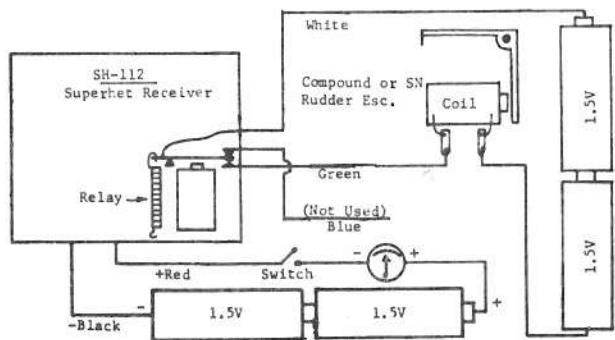 White
SH-112
Superhet Receiver
Compound or SN
Rudder Esc.
Coil
1.5V
Relay
Green
(Not Used)
Blue
1.5V
+Red
Switch
-
+
-Black
-
1.5V
1.5V
+